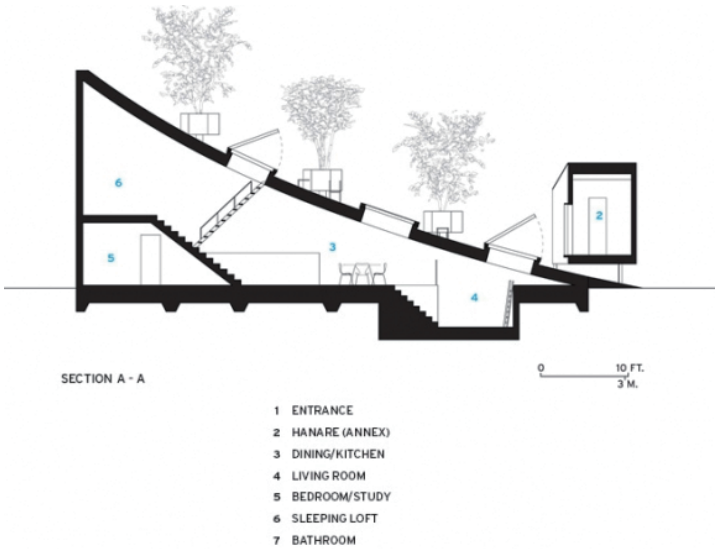 6
5
3
4
2
SECTION A - A
0 10 FT.
3 M.
1 ENTRANCE
2 HANARE (ANNEX)
3 DINING/KITCHEN
4 LIVING ROOM
5 BEDROOM/STUDY
6 SLEEPING LOFT
7 BATHROOM